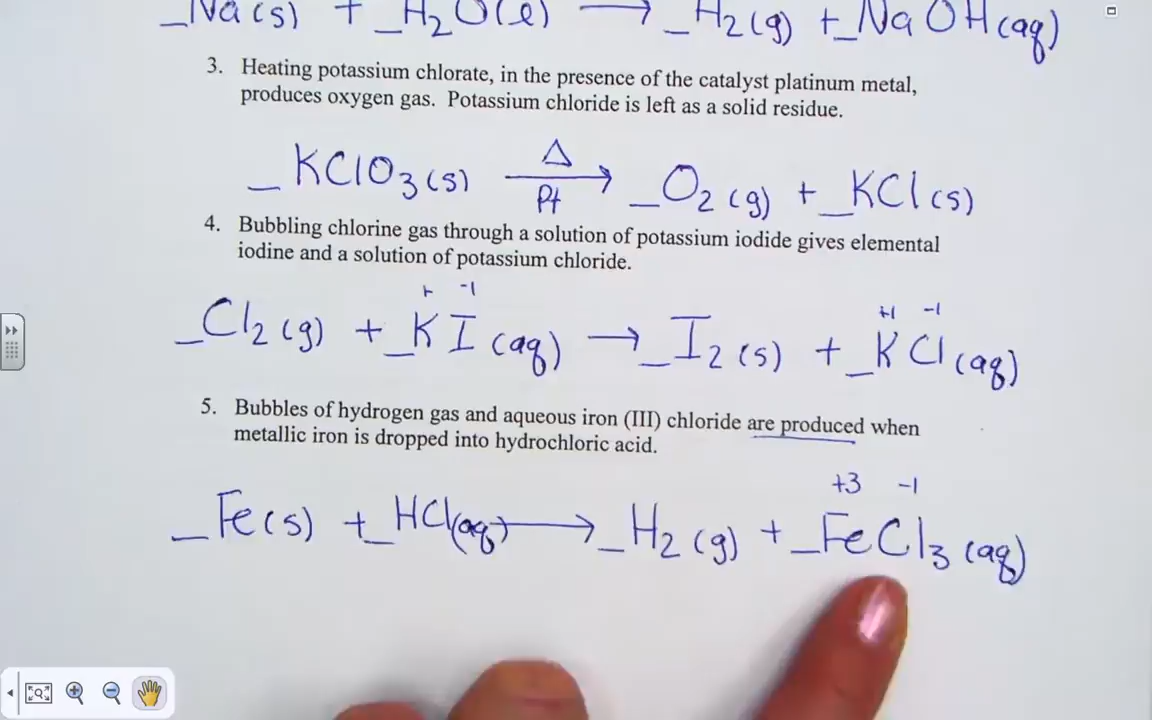 _Na(s) + _H₂O(l) → _H₂(g) + _NaOH(aq)
3. Heating potassium chlorate, in the presence of the catalyst platinum metal,
produces oxygen gas. Potassium chloride is left as a solid residue.
Δ
_KClO₃(s) → _O₂(g) + _KCl(s)
Pt
4. Bubbling chlorine gas through a solution of potassium iodide gives elemental
iodine and a solution of potassium chloride.
+ -1 +1 -1
_Cl₂(g) + _KI(aq) → _I₂(s) + _KCl(aq)
5. Bubbles of hydrogen gas and aqueous iron (III) chloride are produced when
metallic iron is dropped into hydrochloric acid.
+3 -1
_Fe(s) + _HCl(aq) → _H₂(g) + _FeCl₃(aq)